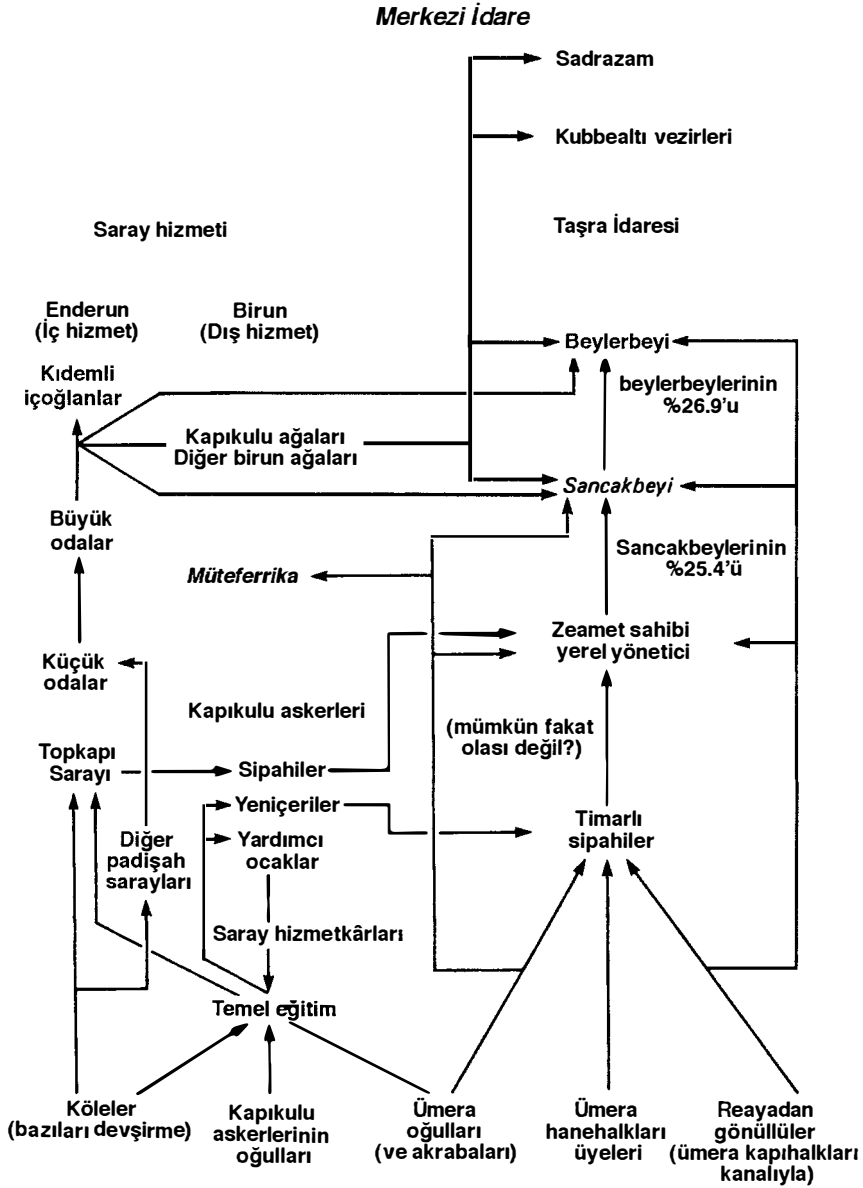 Merkezi İdare
Sadrazam
Kubbealtı vezirleri
Saray hizmeti
Taşra İdaresi
Enderun
(İç hizmet)
Birun
(Dış hizmet)
Beylerbeyi
Kıdemli
içoğlanlar
beylerbeylerinin
%26.9'u
Kapıkulu ağaları
Diğer birun ağaları
Sancakbeyi
Büyük
odalar
Sancakbeylerinin
%25.4'ü
Müteferrika
Zeamet sahibi
yerel yönetici
Küçük
odalar
Kapıkulu askerleri
(mümkün fakat
olası değil?)
Topkapı
Sarayı
Sipahiler
Yeniçeriler
Timarlı
sipahiler
Diğer
padişah
sarayları
Yardımcı
ocaklar
Saray hizmetkârları
Temel eğitim
Köleler
(bazıları devşirme)
Kapıkulu
askerlerinin
oğulları
Ümera
oğulları
(ve akrabaları)
Ümera
hanehalkları
üyeleri
Reayadan
gönüllüler
(ümera kapıhalkları
kanalıyla)